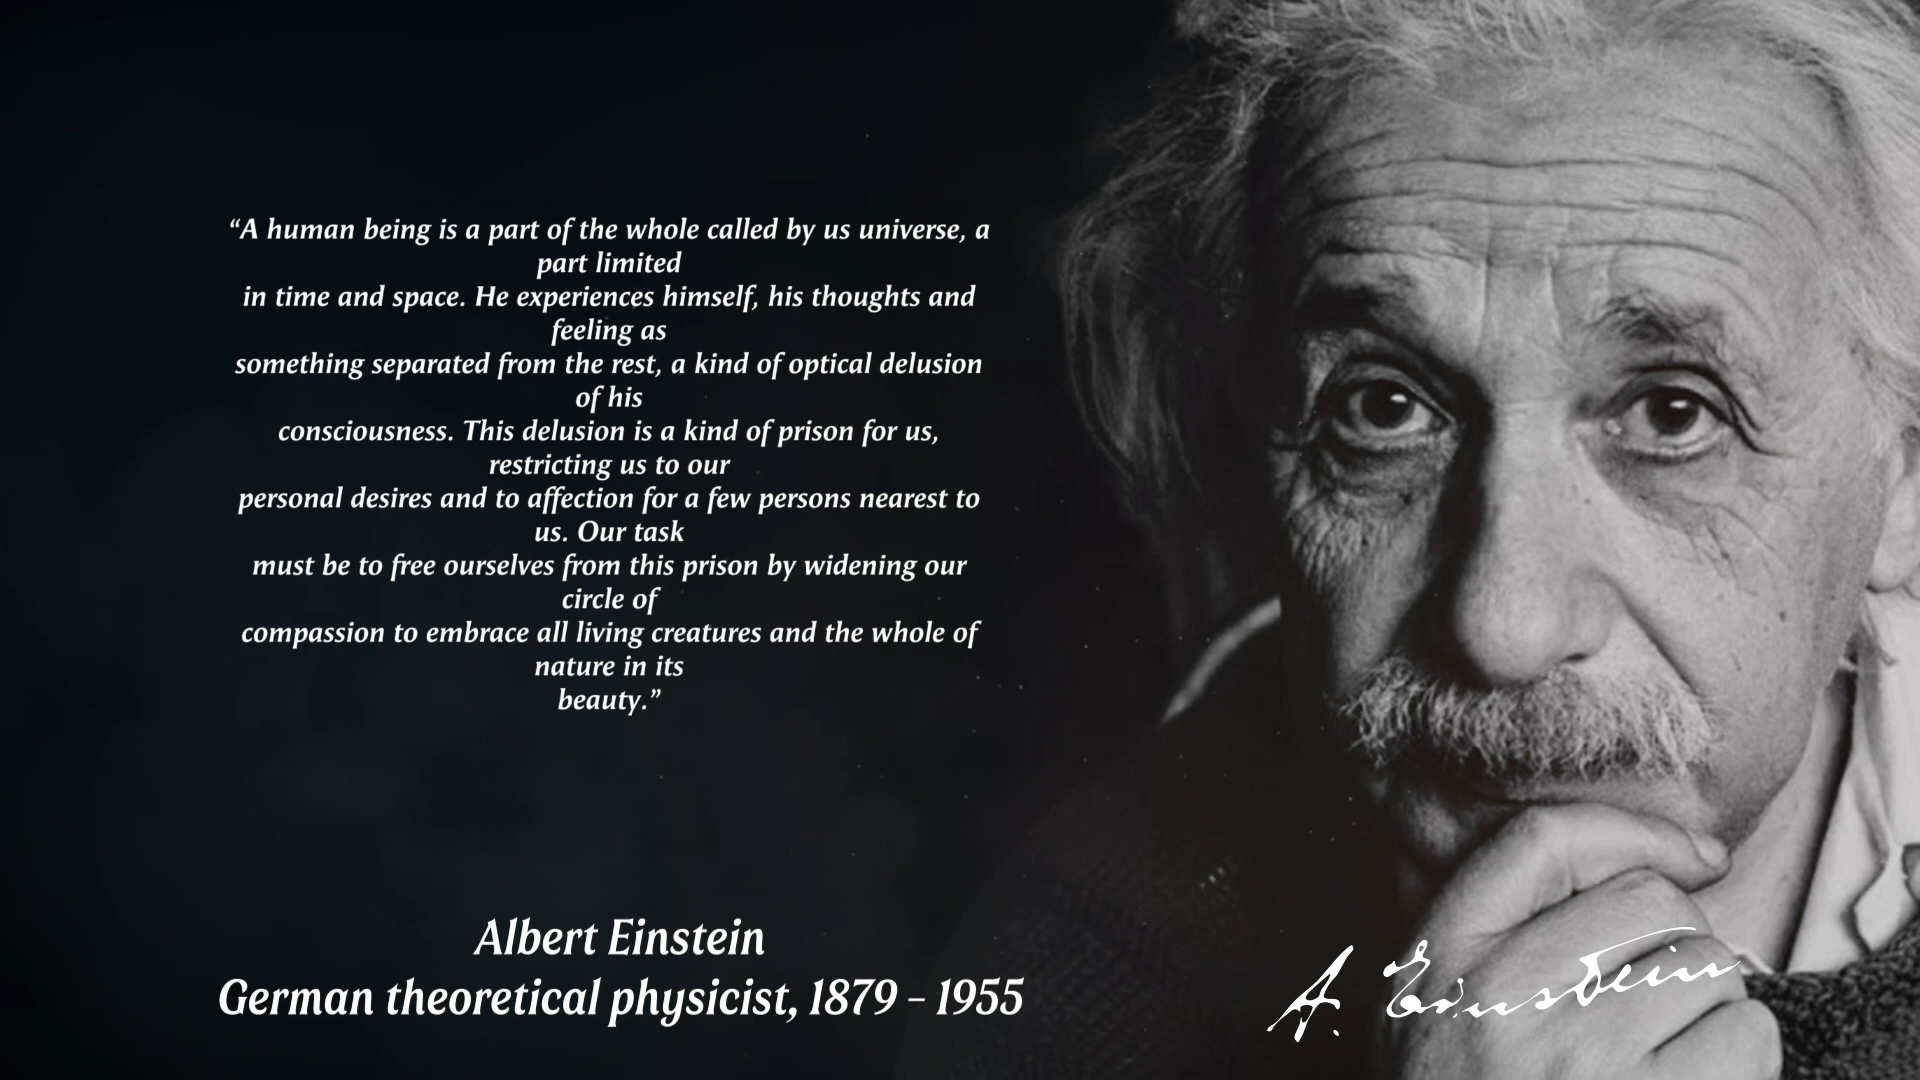 “A human being is a part of the whole called by us universe, a
part limited
in time and space. He experiences himself, his thoughts and
feeling as
something separated from the rest, a kind of optical delusion
of his
consciousness. This delusion is a kind of prison for us,
restricting us to our
personal desires and to affection for a few persons nearest to
us. Our task
must be to free ourselves from this prison by widening our
circle of
compassion to embrace all living creatures and the whole of
nature in its
beauty.”
Albert Einstein
German theoretical physicist, 1879 – 1955
A. Einstein